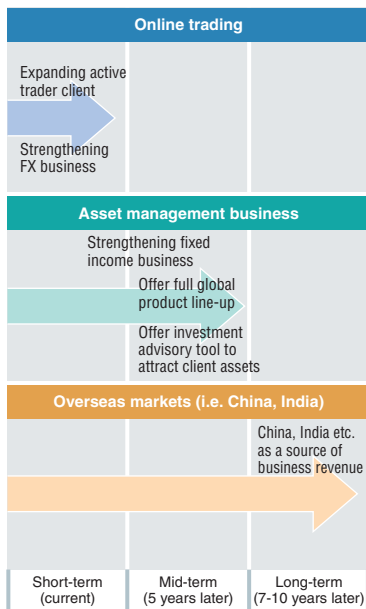 Online trading
Expanding active
trader client
Strengthening
FX business
Asset management business
Strengthening fixed
income business
Offer full global
product line-up
Offer investment
advisory tool to
attract client assets
Overseas markets (i.e. China, India)
China, India etc.
as a source of
business revenue
Short-term
(current)
Mid-term
(5 years later)
Long-term
(7-10 years later)